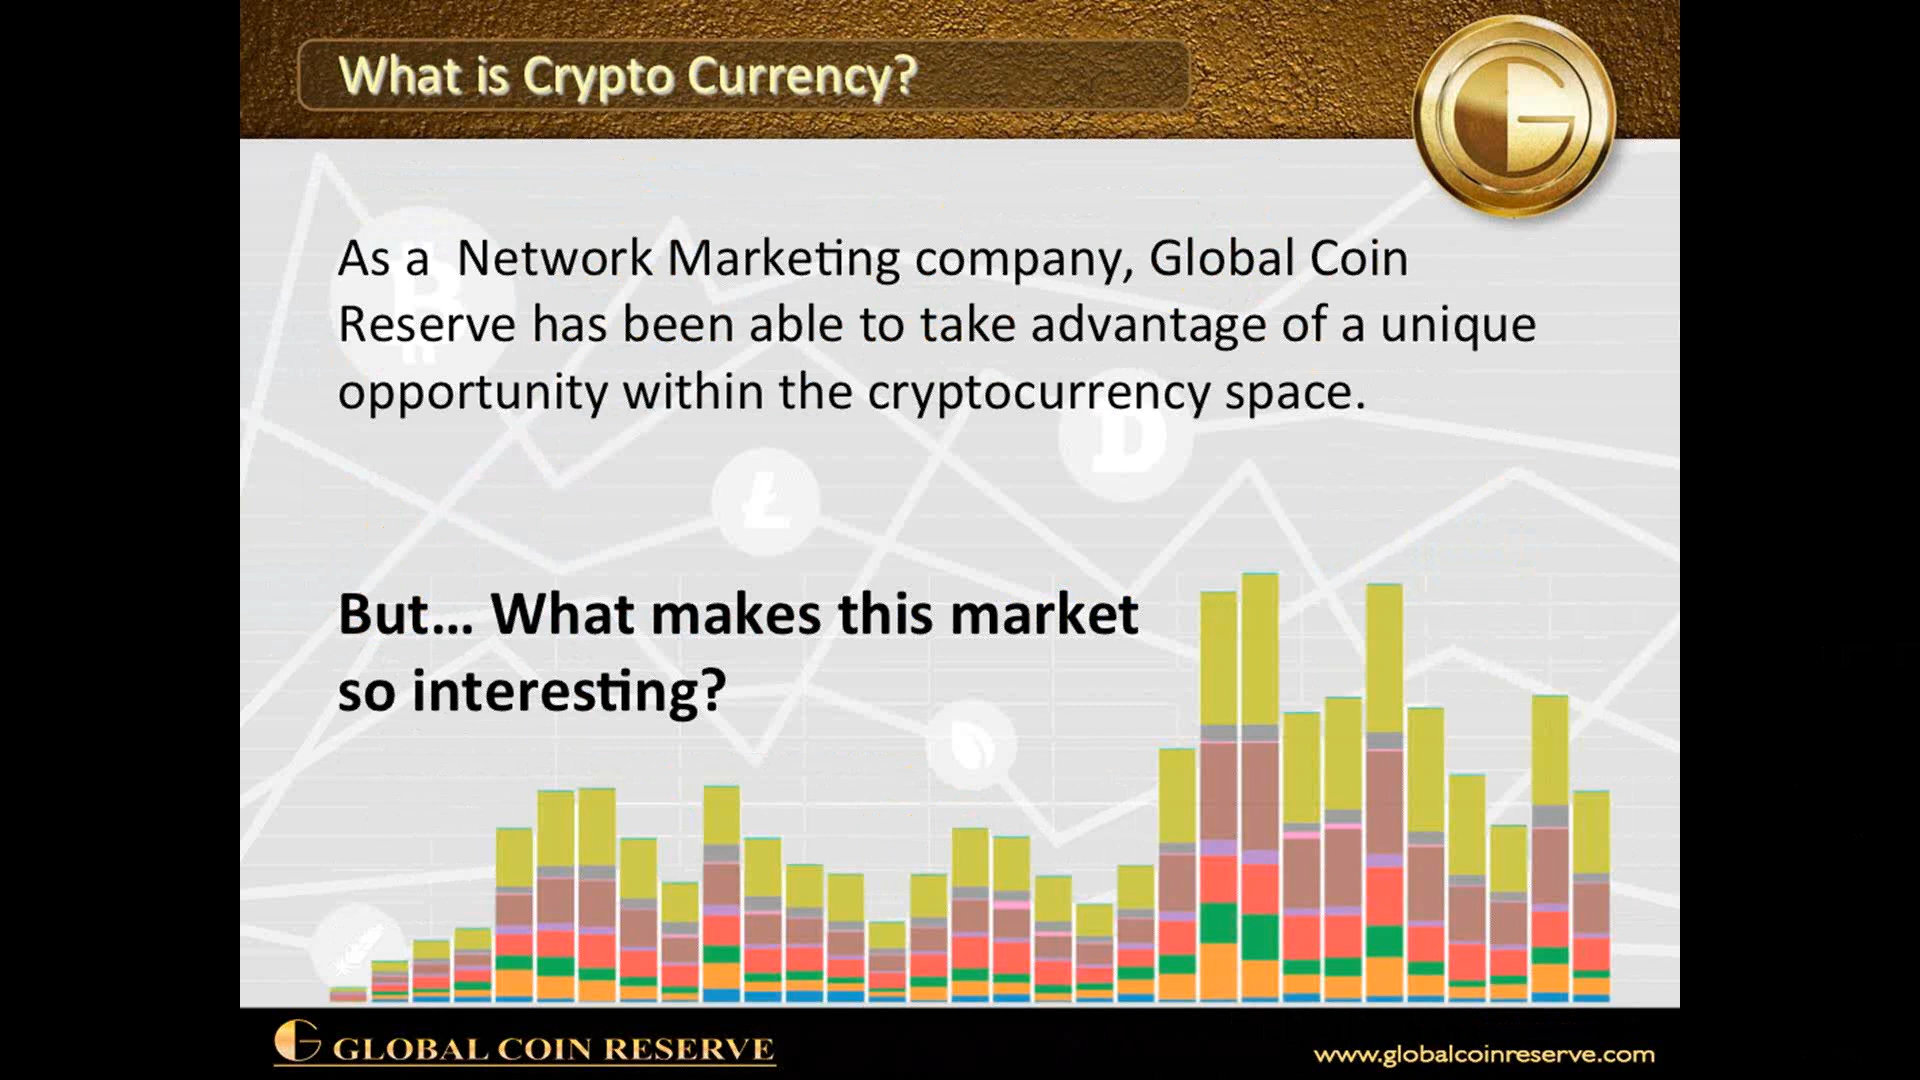 What is Crypto Currency?
As a  Network Marketing company, Global Coin
Reserve has been able to take advantage of a unique
opportunity within the cryptocurrency space.
But... What makes this market
so interesting?
GLOBAL COIN RESERVE
www.globalcoinreserve.com